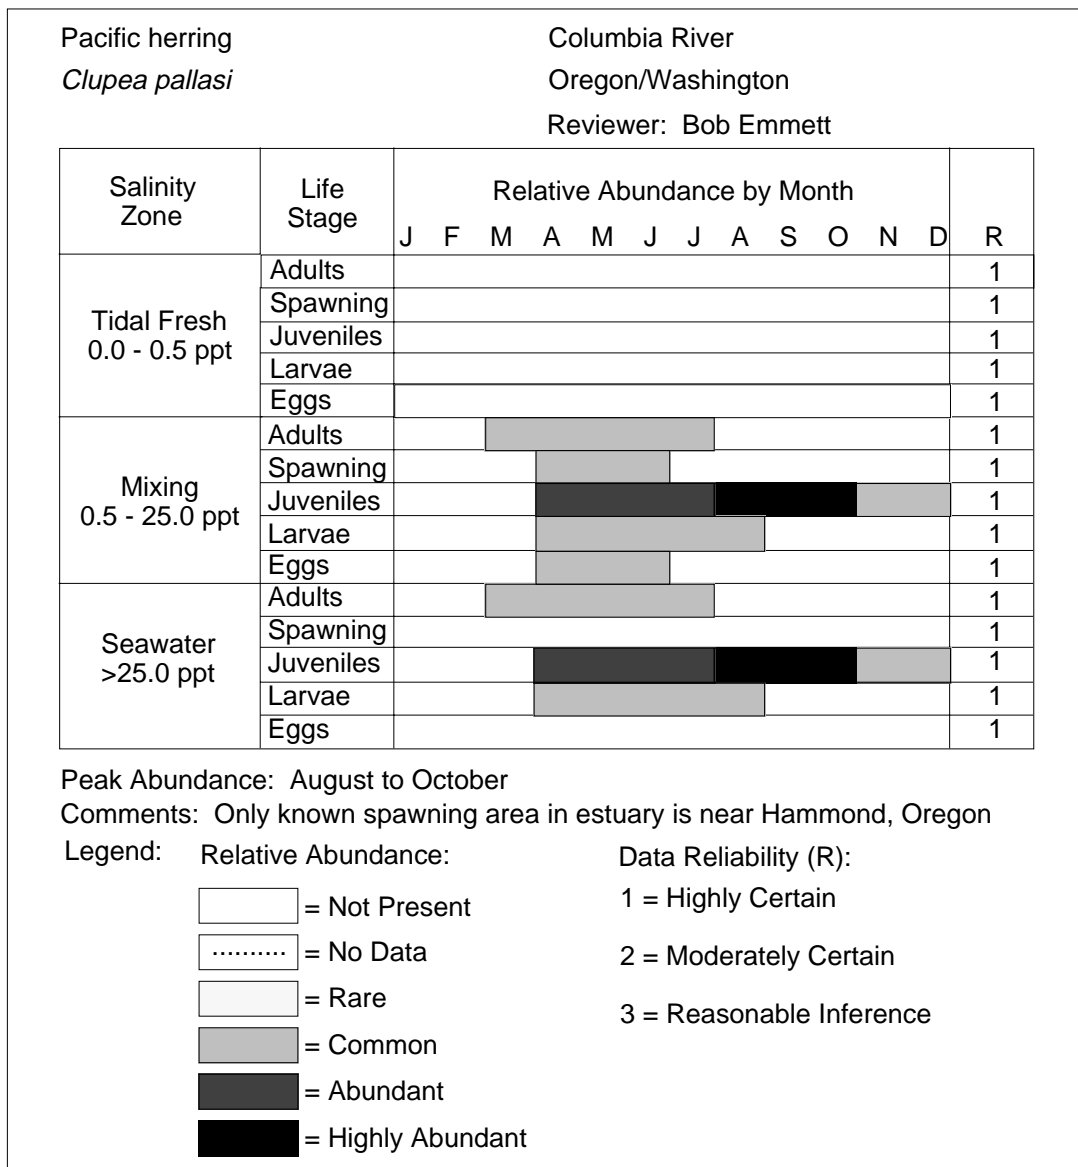 Pacific herring Columbia River
Clupea pallasi Oregon/Washington
Reviewer: Bob Emmett
Salinity Zone Life Stage Relative Abundance by Month
J F M A M J J A S O N D R
Tidal Fresh
0.0 - 0.5 ppt
Adults 1
Spawning 1
Juveniles 1
Larvae 1
Eggs 1
Mixing
0.5 - 25.0 ppt
Adults 1
Spawning 1
Juveniles 1
Larvae 1
Eggs 1
Seawater
>25.0 ppt
Adults 1
Spawning 1
Juveniles 1
Larvae 1
Eggs 1
Peak Abundance: August to October
Comments: Only known spawning area in estuary is near Hammond, Oregon
Legend: Relative Abundance: Data Reliability (R):
= Not Present
.......... = No Data
= Rare
= Common
= Abundant
= Highly Abundant
1 = Highly Certain
2 = Moderately Certain
3 = Reasonable Inference